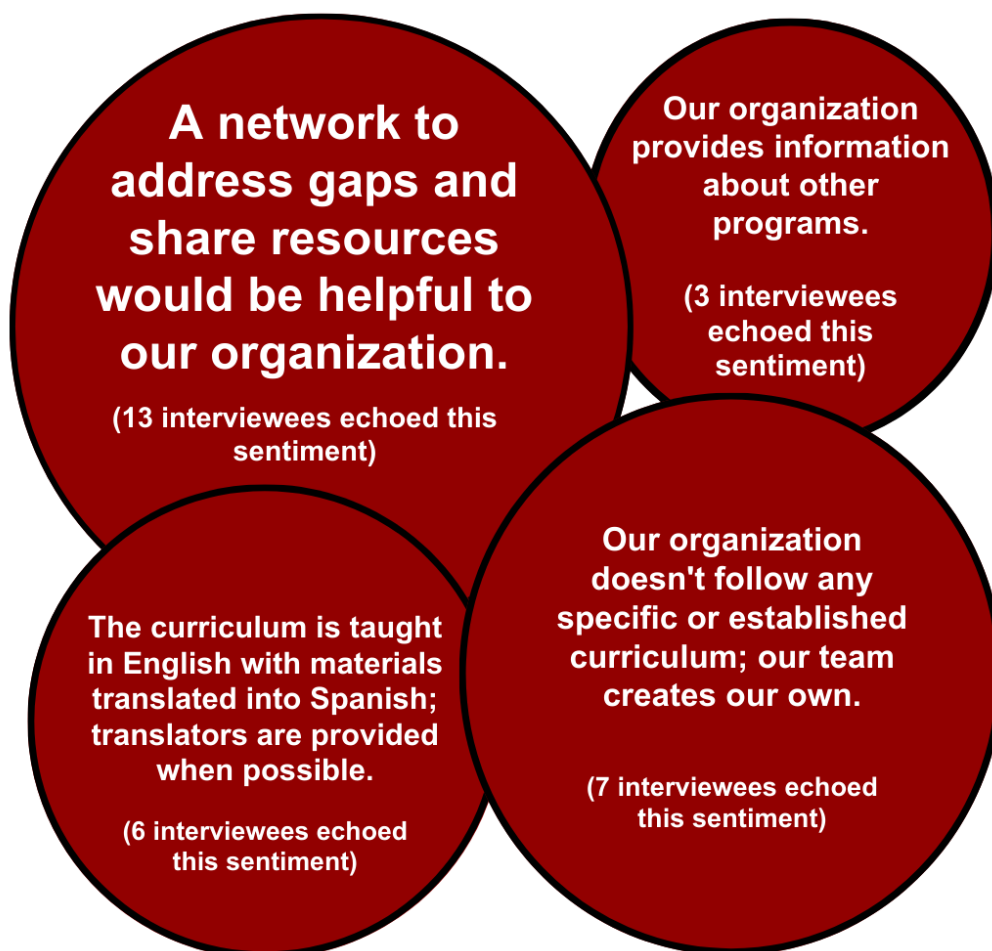 A network to
address gaps and
share resources
would be helpful to
our organization.
(13 interviewees echoed this
sentiment)
Our organization
provides information
about other
programs.
(3 interviewees
echoed this
sentiment)
The curriculum is taught
in English with materials
translated into Spanish;
translators are provided
when possible.
(6 interviewees echoed
this sentiment)
Our organization
doesn't follow any
specific or established
curriculum; our team
creates our own.
(7 interviewees echoed
this sentiment)